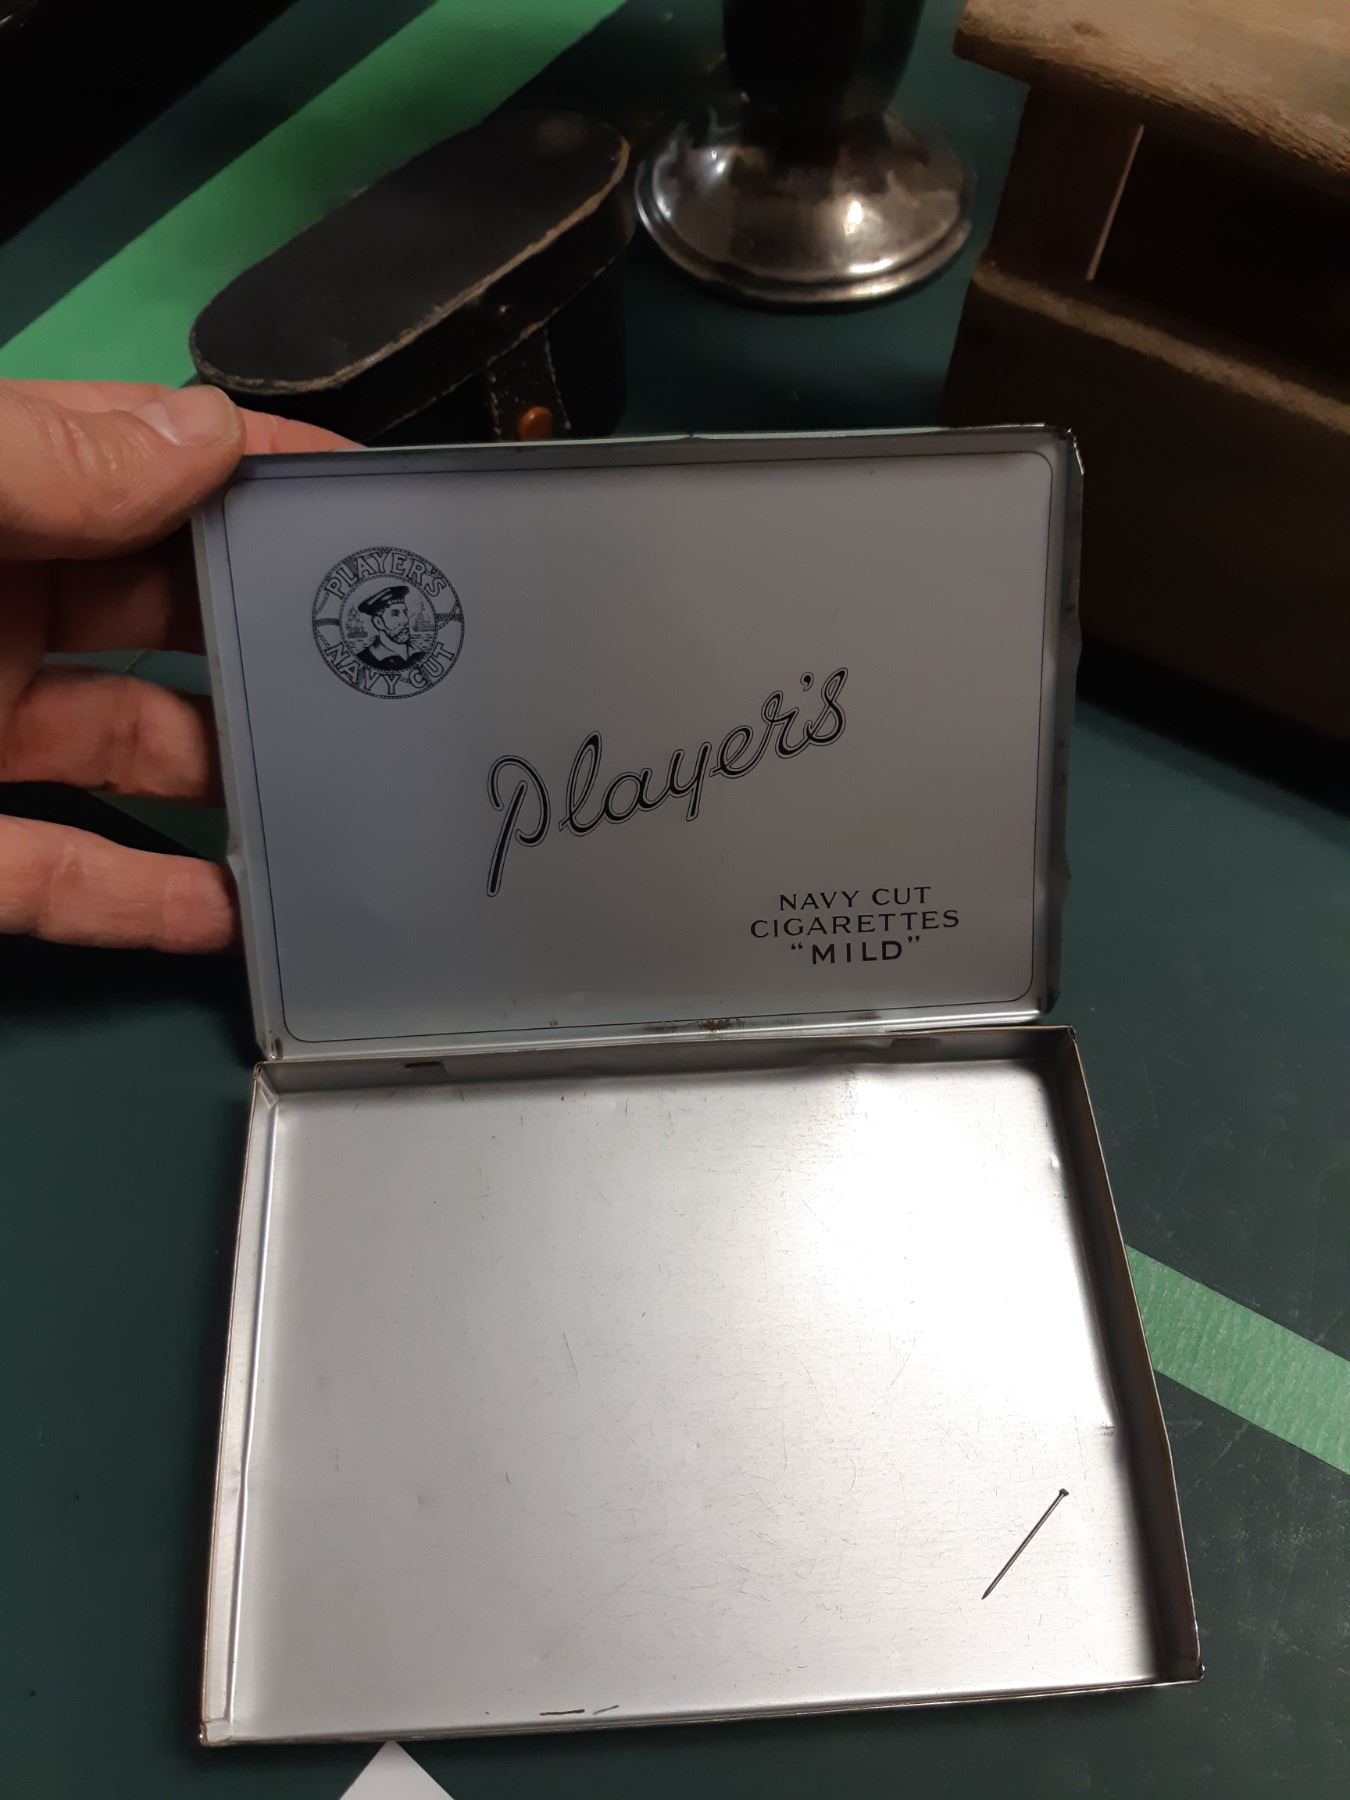 PLAYER'S
NAVY CUT
Player's
NAVY CUT
CIGARETTES
“MILD”